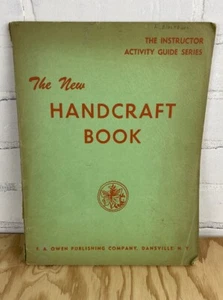 THE INSTRUCTOR
ACTIVITY GUIDE SERIES
The New
HANDCRAFT
BOOK
F. A. OWEN PUBLISHING COMPANY, DANSVILLE, N. Y.